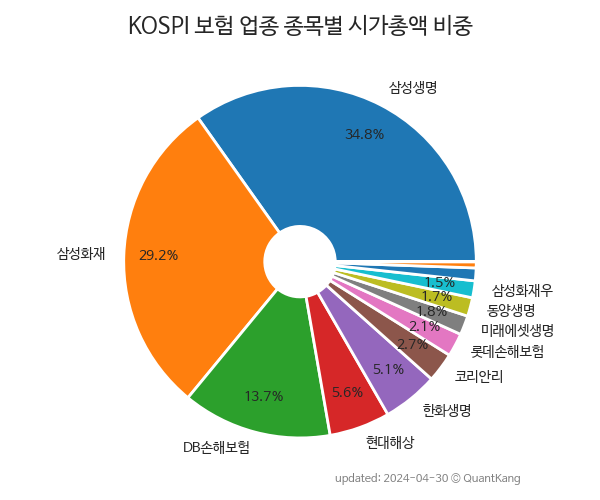 KOSPI 보험 업종 종목별 시가총액 비중
삼성생명
34.8%
삼성화재
29.2%
DB손해보험
13.7%
현대해상
5.6%
한화생명
5.1%
코리안리
2.7%
롯데손해보험
2.1%
미래에셋생명
1.8%
동양생명
1.7%
삼성화재우
1.5%
updated: 2024-04-30 © QuantKang